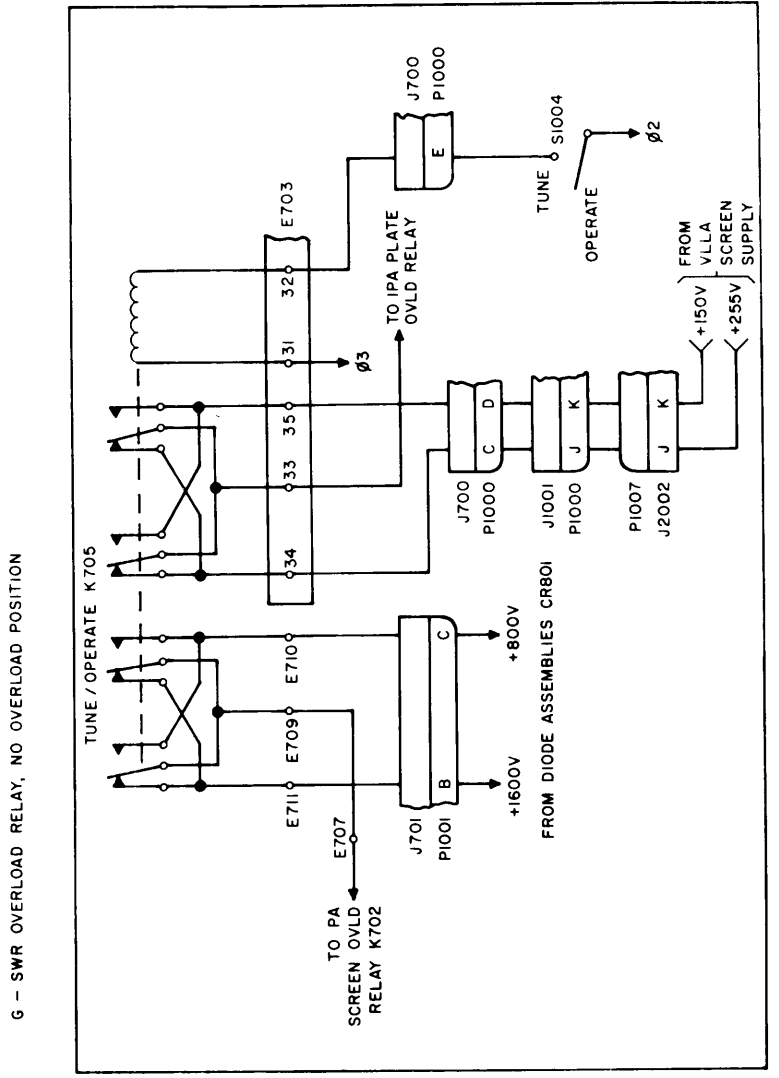 G – SWR OVERLOAD RELAY, NO OVERLOAD POSITION
TUNE / OPERATE K705
E711
E709
E710
34
33
35
31
32
E703
E707
TO PA
SCREEN OVLD
RELAY K702
J701
P1001
B
C
+1600V
+800V
FROM DIODE ASSEMBLIES CR801
Ø3
TO IPA PLATE
OVLD RELAY
J700
P1000
C
D
J1001
P1000
J
K
P1007
J2002
J
K
+150V
+255V
FROM
VLLA
SCREEN
SUPPLY
J700
P1000
E
TUNE
S1004
OPERATE
Ø2